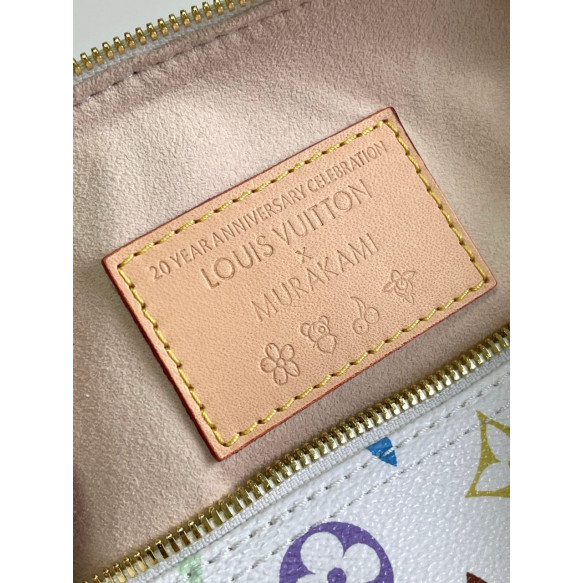 20 YEAR ANNIVERSARY CELEBRATION
LOUIS VUITTON
x
MURAKAMI